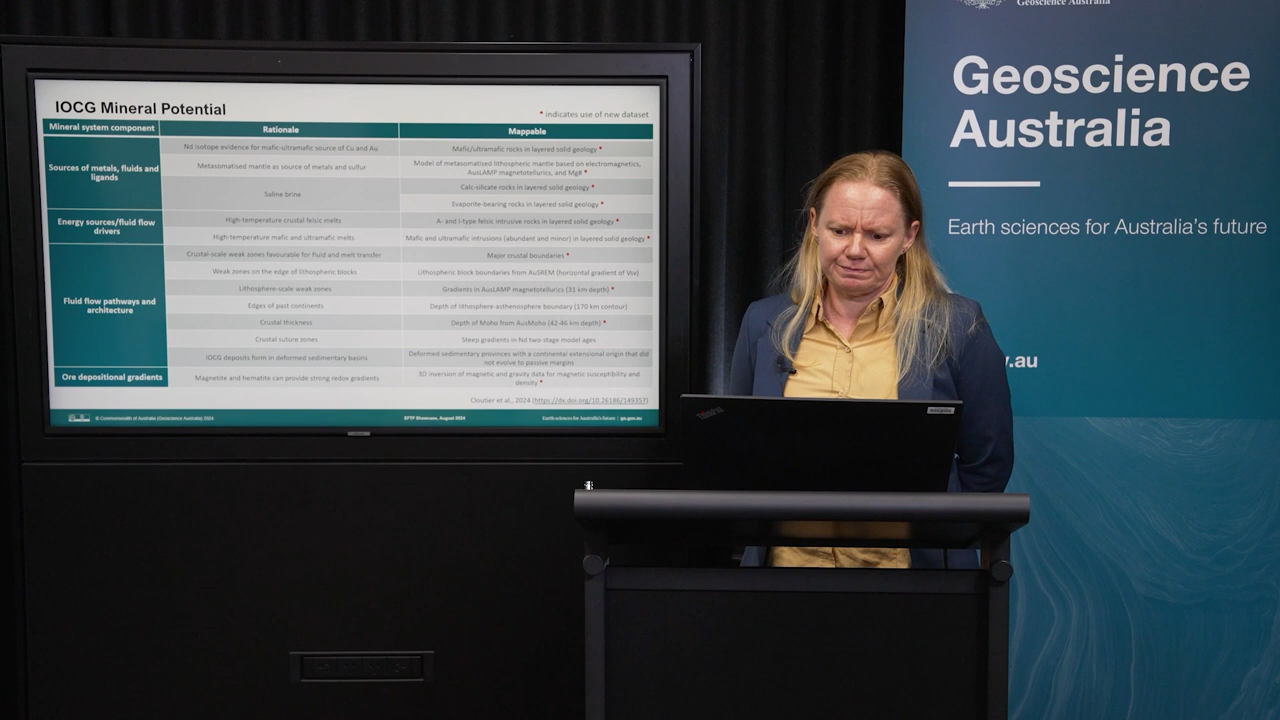 IOCG Mineral Potential
* indicates use of new dataset
Mineral system component Rationale Mappable
Sources of metals, fluids and
ligands
Nd isotope evidence for mafic-ultramafic source of Cu and Au
Mafic/ultramafic rocks in layered solid geology *
Metasomatised mantle as source of metals and sulfur
Model of metasomatised lithospheric mantle based on electromagnetics,
AusLAMP magnetotellurics, and Mg# *
Saline brine
Calc-silicate rocks in layered solid geology *
Evaporite-bearing rocks in layered solid geology *
Energy sources/fluid flow
drivers
High-temperature crustal felsic melts
A- and I-type felsic intrusive rocks in layered solid geology *
High-temperature mafic and ultramafic melts
Mafic and ultramafic intrusions (abundant and minor) in layered solid geology *
Fluid flow pathways and
architecture
Crustal-scale weak zones favourable for fluid and melt transfer
Major crustal boundaries *
Weak zones on the edge of lithospheric blocks
Lithospheric block boundaries from AuSREM (horizontal gradient of Vsv)
Lithosphere-scale weak zones
Gradients in AusLAMP magnetotellurics (31 km depth) *
Edges of past continents
Depth of lithosphere-asthenosphere boundary (170 km contour)
Crustal thickness
Depth of Moho from AusMoho (42-46 km depth) *
Crustal suture zones
Steep gradients in Nd two-stage model ages
IOCG deposits form in deformed sedimentary basins
Deformed sedimentary provinces with a continental extensional origin that did
not evolve to passive margins
Ore depositional gradients
Magnetite and hematite can provide strong redox gradients
3D inversion of magnetic and gravity data for magnetic susceptibility and
density *
Cloutier et al., 2024 (https://dx.doi.org/10.26186/149357)
© Commonwealth of Australia (Geoscience Australia) 2024
EFTF Showcase, August 2024
Earth sciences for Australia's future | ga.gov.au
Geoscience Australia
Geoscience
Australia
Earth sciences for Australia's future
.au
ThinkPad